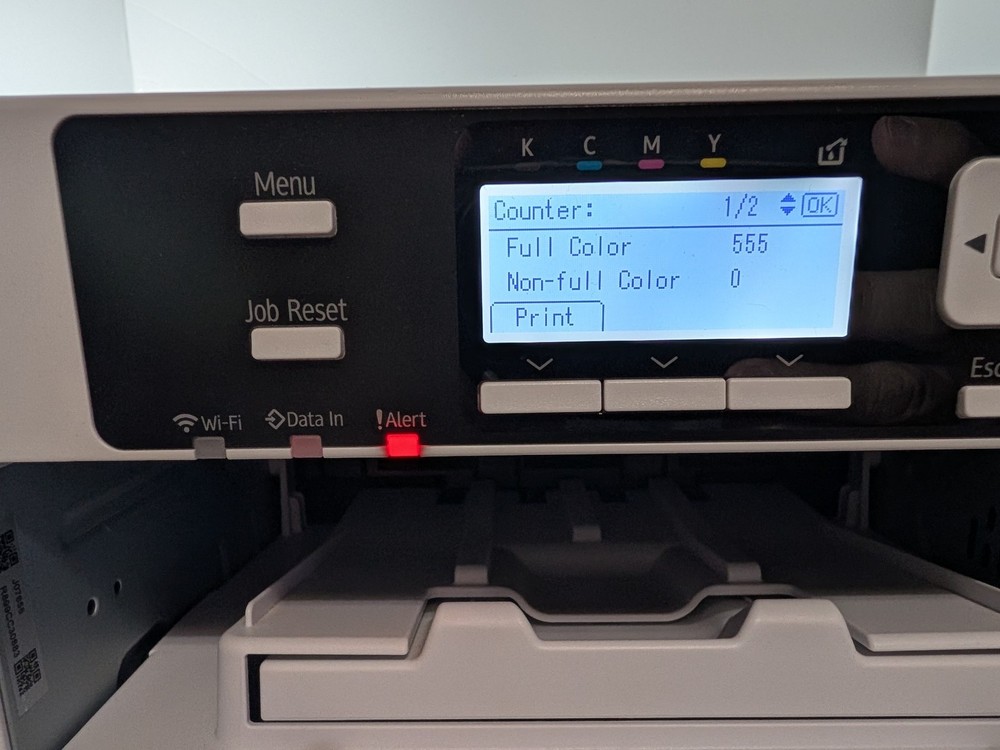 K C M Y
Menu
Counter: 1/2 OK
Full Color 555
Non-full Color 0
Print
Job Reset
Esc
Wi-Fi Data In !Alert